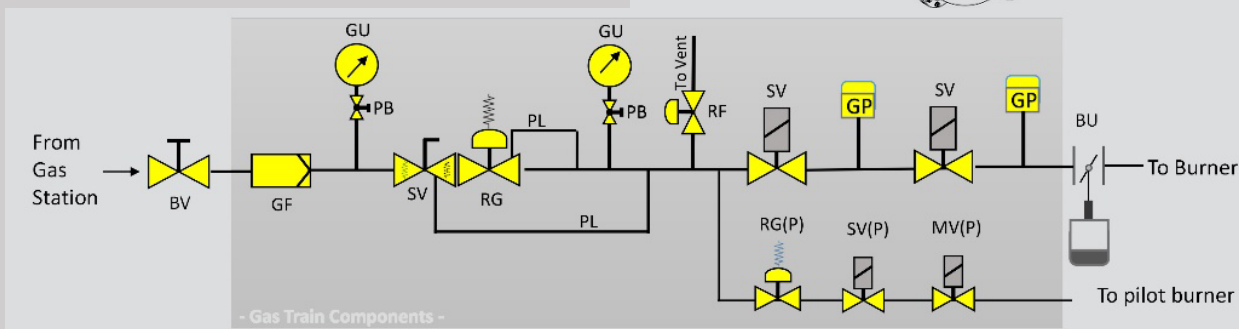 GU
GU
To Vent
SV
GP
SV
GP
BU
PB
PB
RF
PL
From
Gas
Station
To Burner
BV
GF
SV
RG
PL
RG(P)
SV(P)
MV(P)
To pilot burner
- Gas Train Components -